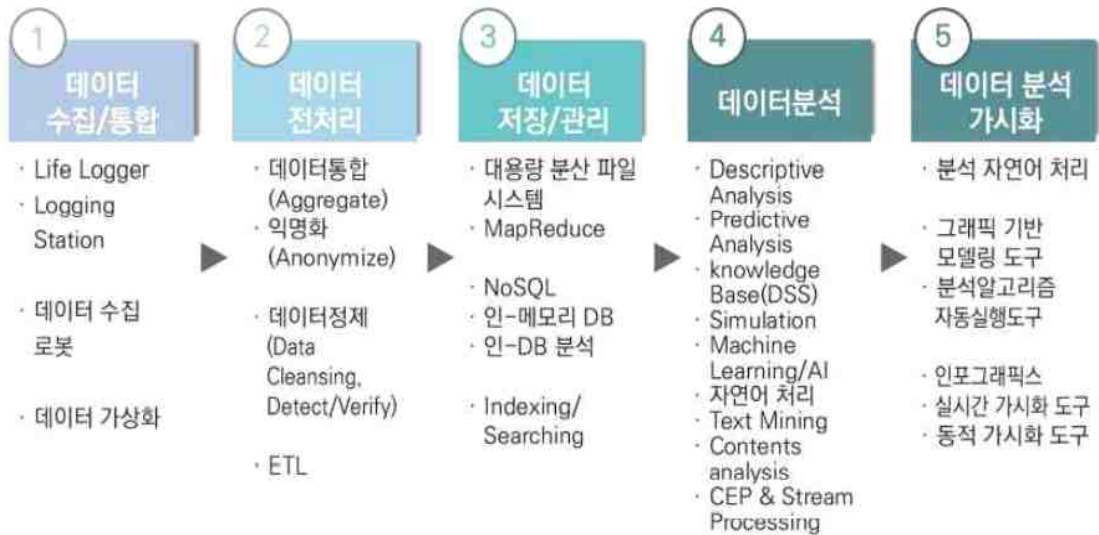 1
데이터
수집/통합
· Life Logger
· Logging
Station
· 데이터 수집
로봇
· 데이터 가상화
2
데이터
전처리
· 데이터통합
(Aggregate)
· 익명화
(Anonymize)
· 데이터정제
(Data
Cleansing,
Detect/Verify)
· ETL
3
데이터
저장/관리
· 대용량 분산 파일
시스템
· MapReduce
· NoSQL
· 인-메모리 DB
· 인-DB 분석
· Indexing/
Searching
4
데이터분석
· Descriptive
Analysis
· Predictive
Analysis
· knowledge
Base(DSS)
· Simulation
· Machine
Learning/AI
· 자연어 처리
· Text Mining
· Contents
analysis
· CEP & Stream
Processing
5
데이터 분석
가시화
· 분석 자연어 처리
· 그래픽 기반
모델링 도구
· 분석알고리즘
자동실행도구
· 인포그래픽스
· 실시간 가시화 도구
· 동적 가시화 도구